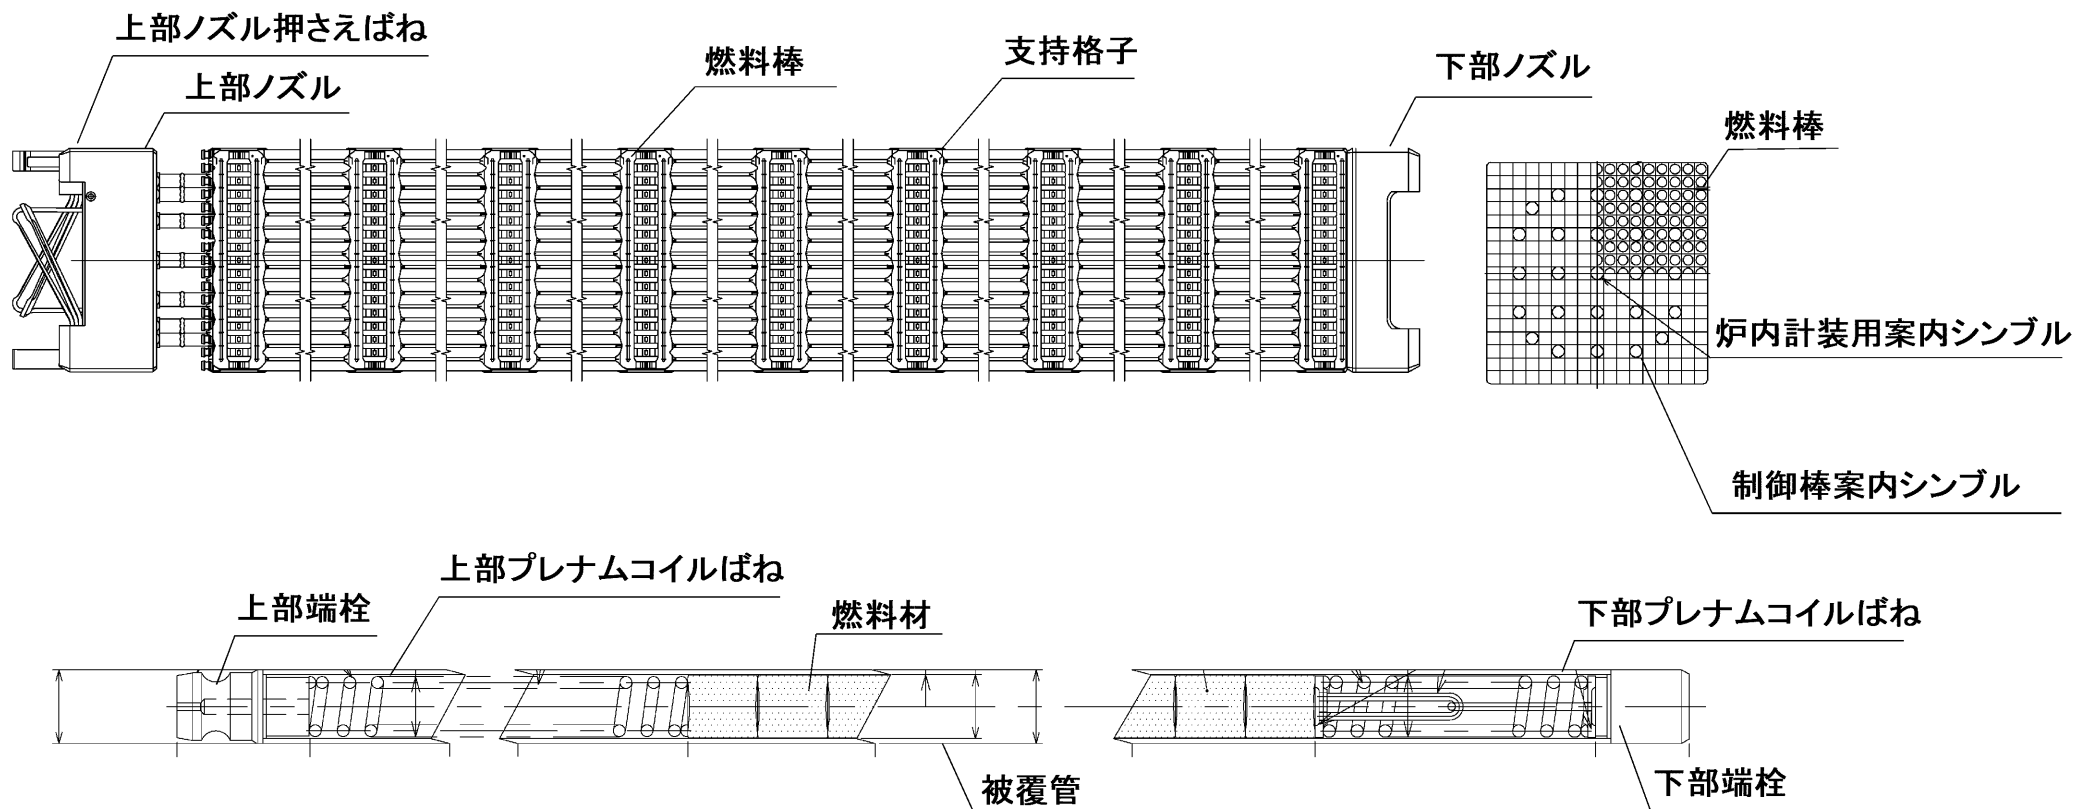 上部ノズル押さえばね
上部ノズル
燃料棒
支持格子
下部ノズル
燃料棒
炉内計装用案内シンブル
制御棒案内シンブル
上部プレナムコイルばね
上部端栓
燃料材
下部プレナムコイルばね
被覆管
下部端栓